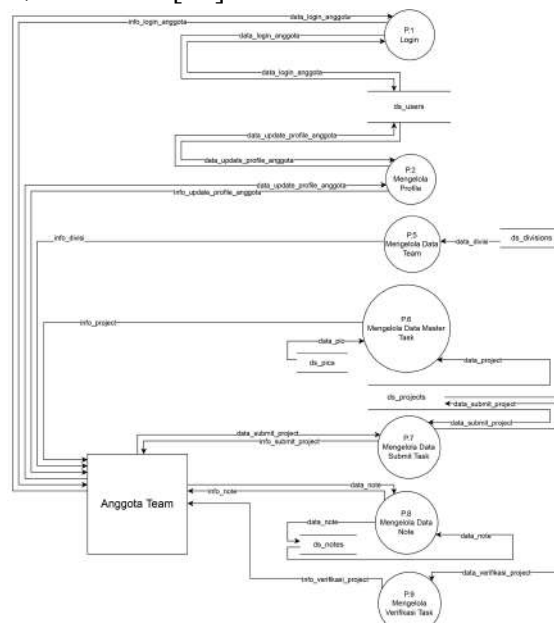 data_login_anggota
info_login_anggota
P.1
Login
data_login_anggota
data_login_anggota
ds_users
data_update_profile_anggota
data_update_profile_anggota
P.2
Mengelola
Profile
data_update_profile_anggota
info_update_profile_anggota
info_divisi
P.5
Mengelola Data
Team
data_divisi
ds_divisions
info_project
P.6
Mengelola Data Master
Task
data_pic
ds_pics
data_project
ds_projects
data_submit_project
data_submit_project
data_submit_project
info_submit_project
P.7
Mengelola Data
Submit Task
Anggota Team
data_note
info_note
P.8
Mengelola Data
Note
data_note
ds_notes
data_note
info_verifikasi_project
data_verifikasi_project
P.9
Mengelola
Verifikasi Task